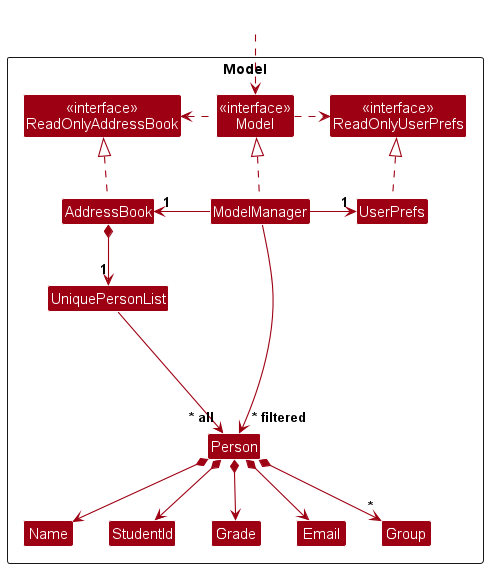 Model
«interface»
ReadOnlyAddressBook
«interface»
Model
«interface»
ReadOnlyUserPrefs
AddressBook
1
ModelManager
1
UserPrefs
1
UniquePersonList
* all
* filtered
Person
*
Name
StudentId
Grade
Email
Group